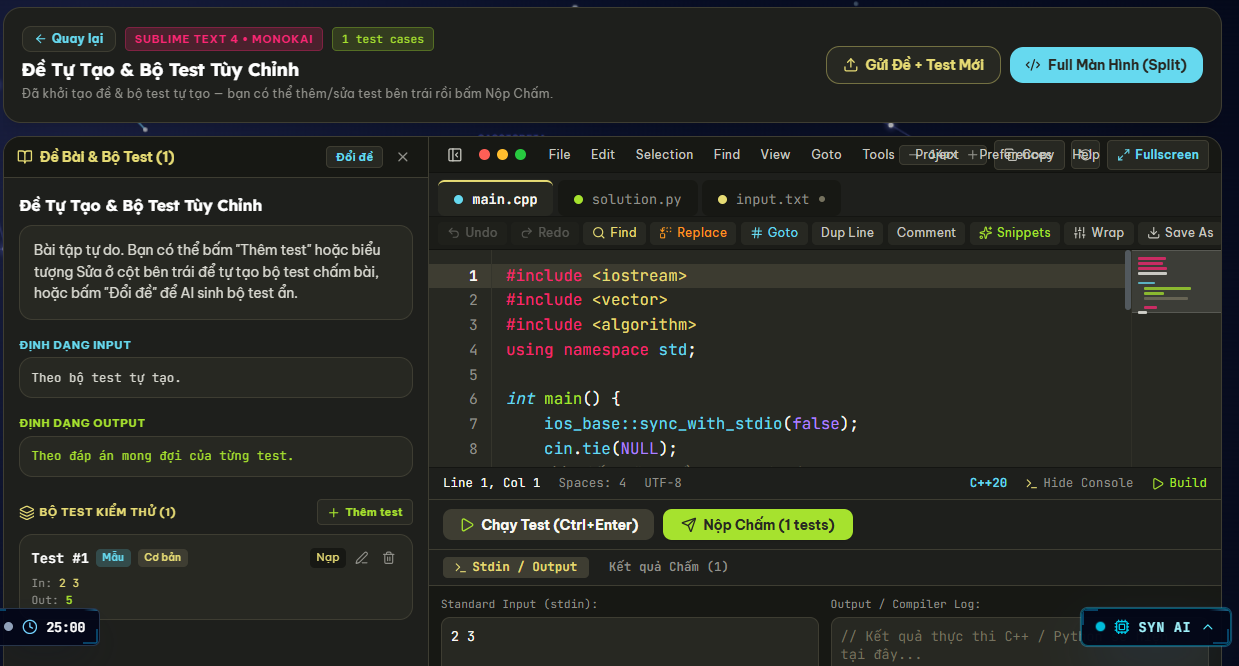 Quay lại
SUBLIME TEXT 4 • MONOKAI
1 test cases
Đề Tự Tạo & Bộ Test Tùy Chỉnh
Đã khởi tạo đề & bộ test tự tạo — bạn có thể thêm/sửa test bên trái rồi bấm Nộp Chấm.
Gửi Đề + Test Mới
</> Full Màn Hình (Split)
Đề Bài & Bộ Test (1)
Đổi đề
Đề Tự Tạo & Bộ Test Tùy Chỉnh
Bài tập tự do. Bạn có thể bấm "Thêm test" hoặc biểu
tượng Sửa ở cột bên trái để tự tạo bộ test chấm bài,
hoặc bấm "Đổi đề" để AI sinh bộ test ẩn.
ĐỊNH DẠNG INPUT
Theo bộ test tự tạo.
ĐỊNH DẠNG OUTPUT
Theo đáp án mong đợi của từng test.
BỘ TEST KIỂM THỬ (1)
+ Thêm test
Test #1 Mẫu Cơ bản Nạp
In: 2 3
Out: 5
25:00
File Edit Selection Find View Goto Tools Project Preferences Help
Copy
Fullscreen
main.cpp
solution.py
input.txt
Undo Redo Find Replace # Goto Dup Line Comment Snippets Wrap Save As
1 #include <iostream>
2 #include <vector>
3 #include <algorithm>
4 using namespace std;
5
6 int main() {
7 ios_base::sync_with_stdio(false);
8 cin.tie(NULL);
Line 1, Col 1 Spaces: 4 UTF-8 C++20 >_ Hide Console Build
Chạy Test (Ctrl+Enter)
Nộp Chấm (1 tests)
>_ Stdin / Output
Kết quả Chấm (1)
Standard Input (stdin):
2 3
Output / Compiler Log:
// Kết quả thực thi C++ /
tại đây...
SYN AI